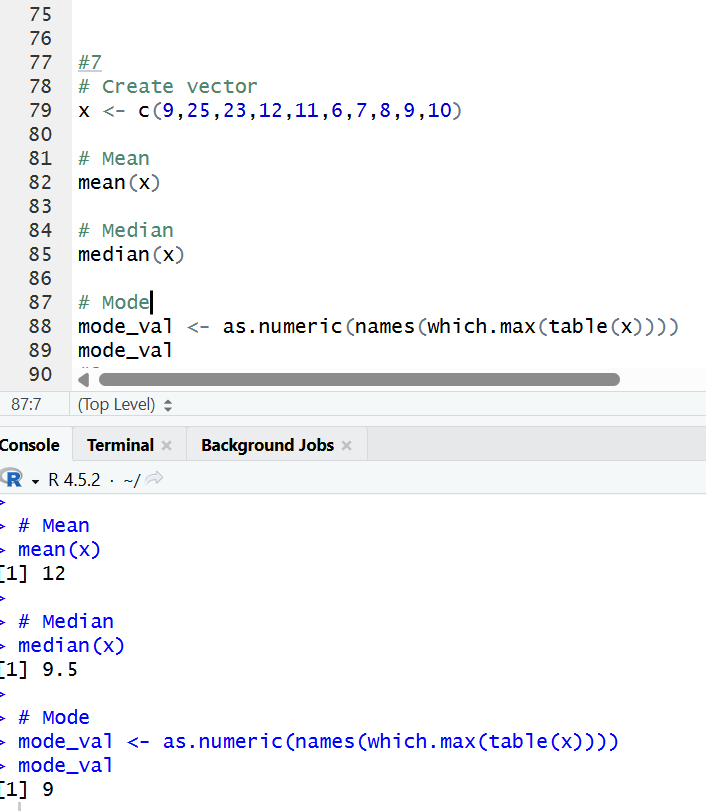 75
76
77 #7
78 # Create vector
79 x <- c(9,25,23,12,11,6,7,8,9,10)
80
81 # Mean
82 mean(x)
83
84 # Median
85 median(x)
86
87 # Mode
88 mode_val <- as.numeric(names(which.max(table(x))))
89 mode_val
90
87:7 (Top Level)
Console Terminal Background Jobs
R R 4.5.2 · ~/
>
> # Mean
> mean(x)
[1] 12
>
> # Median
> median(x)
[1] 9.5
>
> # Mode
> mode_val <- as.numeric(names(which.max(table(x))))
> mode_val
[1] 9